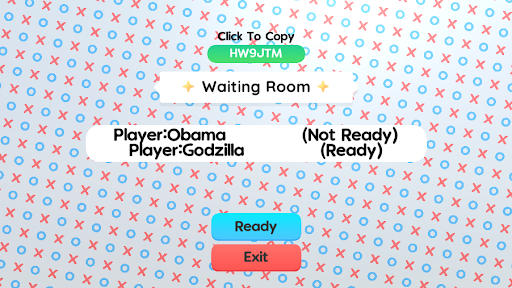 Click To Copy
HW9JTM
Waiting Room
Player:Obama (Not Ready)
Player:Godzilla (Ready)
Ready
Exit